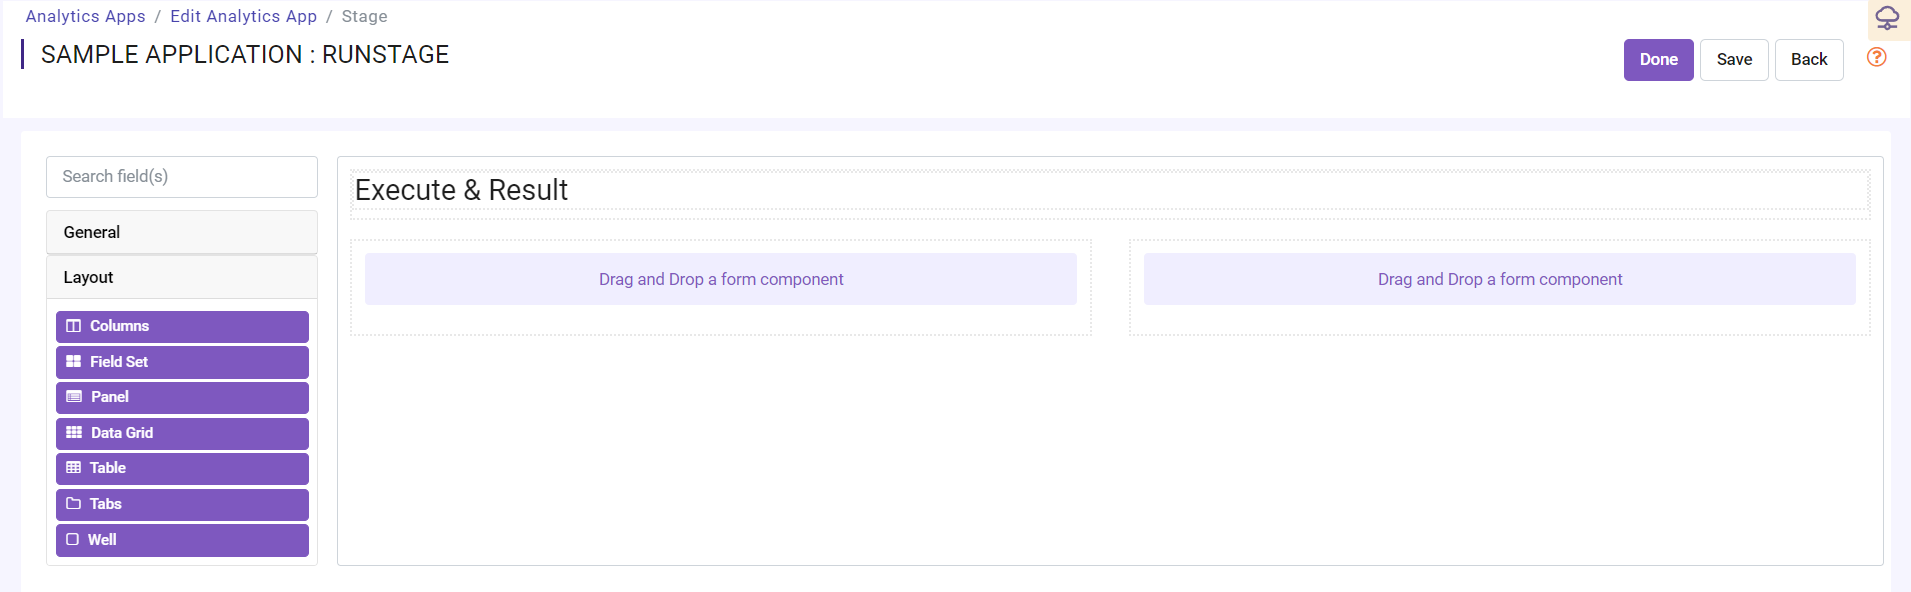 Analytics Apps / Edit Analytics App / Stage
SAMPLE APPLICATION : RUNSTAGE
Done Save Back ?
Search field(s)
General
Layout
Columns
Field Set
Panel
Data Grid
Table
Tabs
Well
Execute & Result
Drag and Drop a form component
Drag and Drop a form component